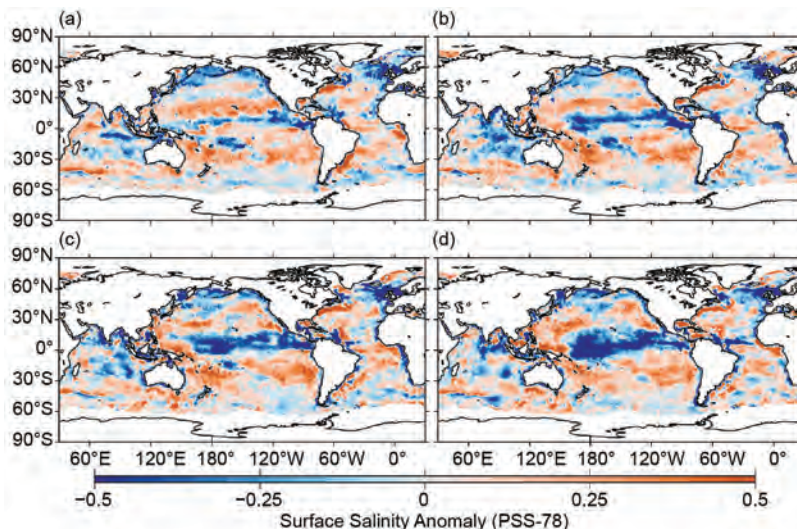 (a) (b)
90°N
60°N
30°N
0°
30°S
60°S
90°S
(c) (d)
90°N
60°N
30°N
0°
30°S
60°S
90°S
60°E 120°E 180° 120°W 60°W 0° 60°E 120°E 180° 120°W 60°W 0°
−0.5 −0.25 0 0.25 0.5
Surface Salinity Anomaly (PSS-78)